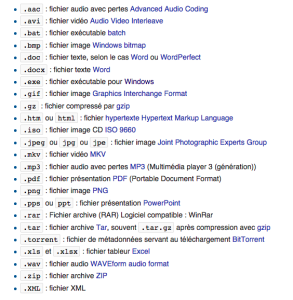 .aac : fichier audio avec pertes Advanced Audio Coding
.avi : fichier vidéo Audio Video Interleave
.bat : fichier exécutable batch
.bmp : fichier image Windows bitmap
.doc : fichier texte, selon le cas Word ou WordPerfect
.docx : fichier texte Word
.exe : fichier exécutable pour Windows
.gif : fichier image Graphics Interchange Format
.gz : fichier compressé par gzip
.htm ou html : fichier hypertexte Hypertext Markup Language
.iso : fichier image CD ISO 9660
.jpeg ou jpg ou jpe : fichier image Joint Photographic Experts Group
.mkv : fichier vidéo MKV
.mp3 : fichier audio avec pertes MP3 (Multimédia player 3 (génération))
.pdf : fichier présentation PDF (Portable Document Format)
.png : fichier image PNG
.pps ou ppt : fichier présentation PowerPoint
.rar : Fichier archive (RAR) Logiciel compatible : WinRar
.tar : fichier archive Tar, souvent .tar.gz après compression avec gzip
.torrent : fichier de métadonnées servant au téléchargement BitTorrent
.xls et .xlsx : fichier tableur Excel
.wav : fichier audio WAVEform audio format
.zip : fichier archive ZIP
.XML : fichier XML